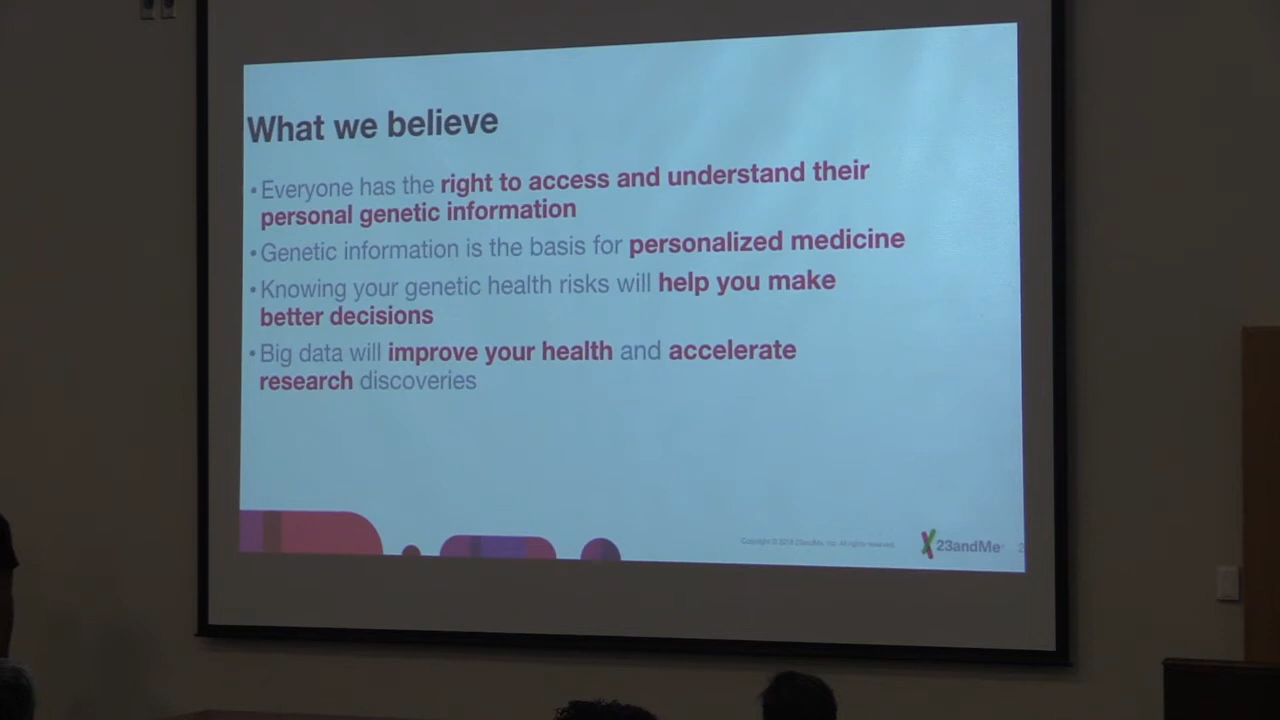 What we believe
•Everyone has the right to access and understand their
personal genetic information
•Genetic information is the basis for personalized medicine
•Knowing your genetic health risks will help you make
better decisions
•Big data will improve your health and accelerate
research discoveries
23andMe
2